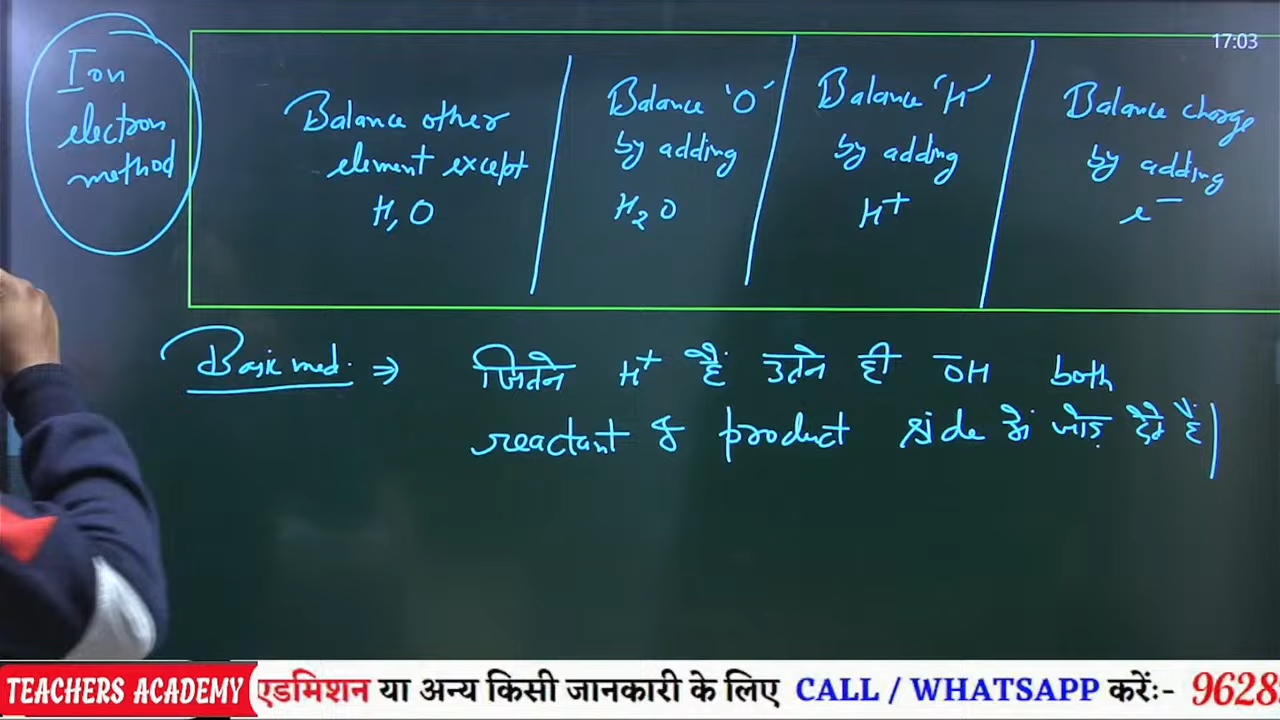 17:03
Ion
electron
method
Balance other
element except
H, O
Balance 'O'
by adding
H₂O
Balance 'H'
by adding
H⁺
Balance charge
by adding
e⁻
Basic med. ⇒ जितने H⁺ है उतने ही ŌH both
reactant & product side में जोड़ देते है|
TEACHERS ACADEMY एडमिशन या अन्य किसी जानकारी के लिए CALL / WHATSAPP करेंः- 9628